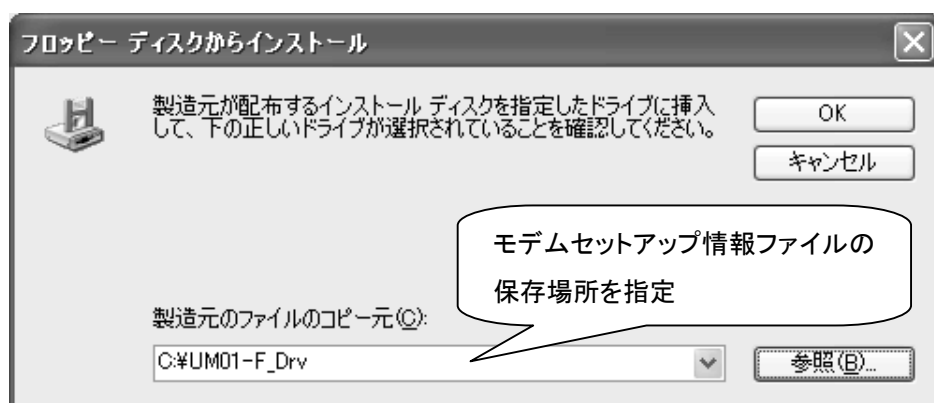 フロッピー ディスクからインストール
製造元が配布するインストール ディスクを指定したドライブに挿入
して、下の正しいドライブが選択されていることを確認してください。
OK
キャンセル
モデムセットアップ情報ファイルの
保存場所を指定
製造元のファイルのコピー元(C):
C:¥UM01-F_Drv
参照(B)...